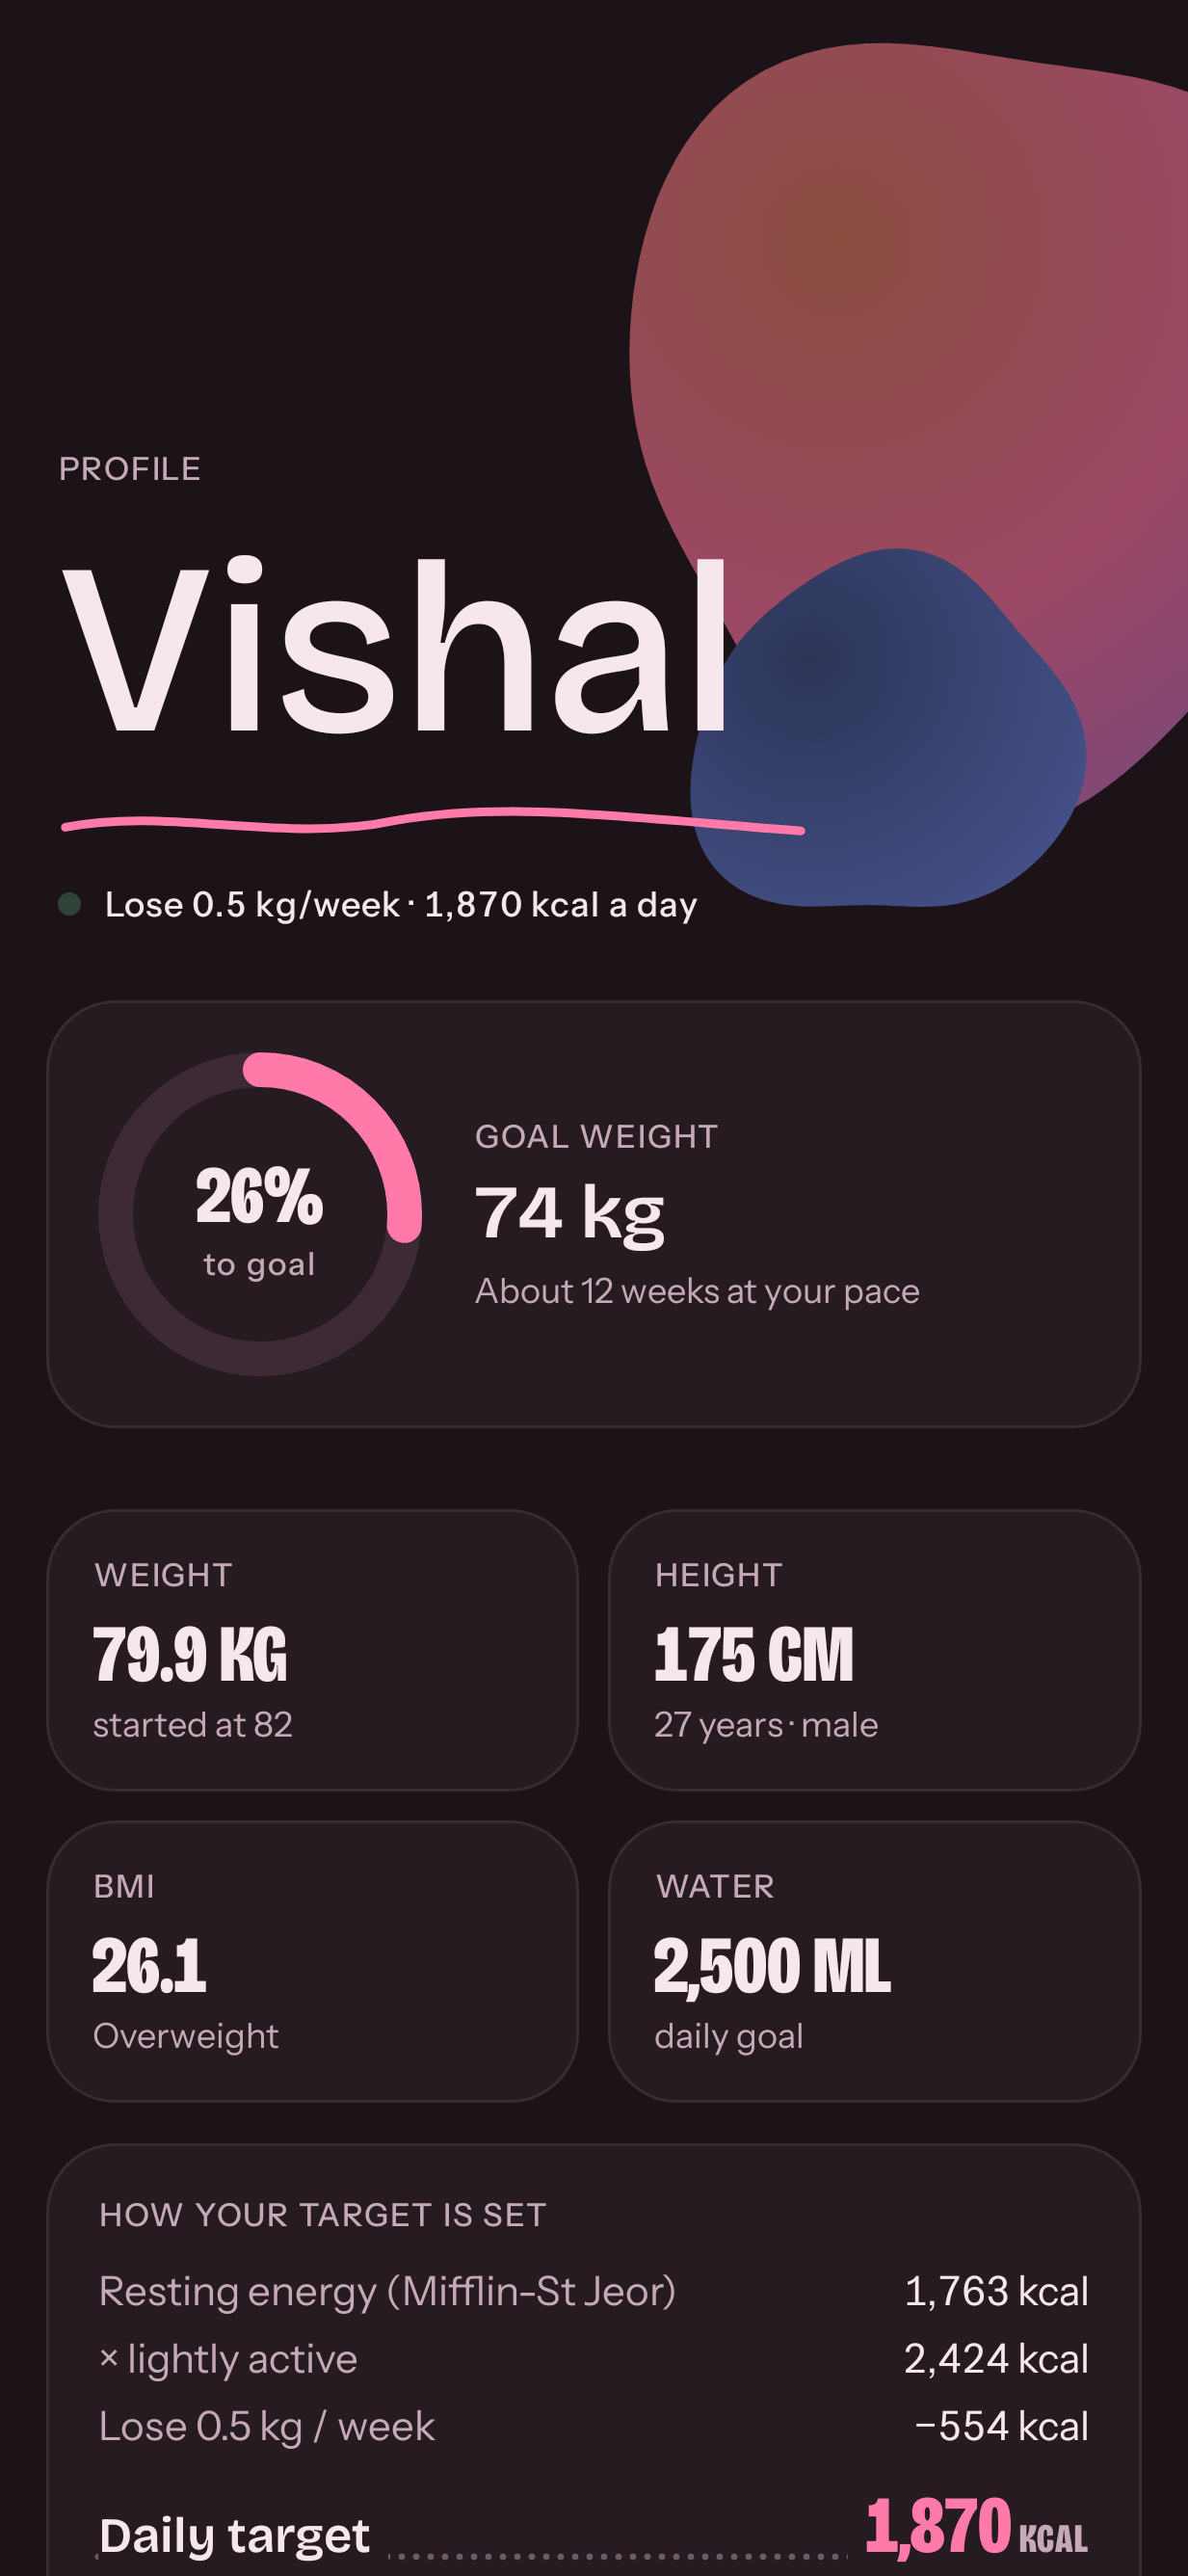 PROFILE
Vishal
Lose 0.5 kg/week · 1,870 kcal a day
26%
to goal
GOAL WEIGHT
74 kg
About 12 weeks at your pace
WEIGHT
79.9 KG
started at 82
HEIGHT
175 CM
27 years · male
BMI
26.1
Overweight
WATER
2,500 ML
daily goal
HOW YOUR TARGET IS SET
Resting energy (Mifflin-St Jeor) 1,763 kcal
× lightly active 2,424 kcal
Lose 0.5 kg / week −554 kcal
Daily target 1,870 KCAL